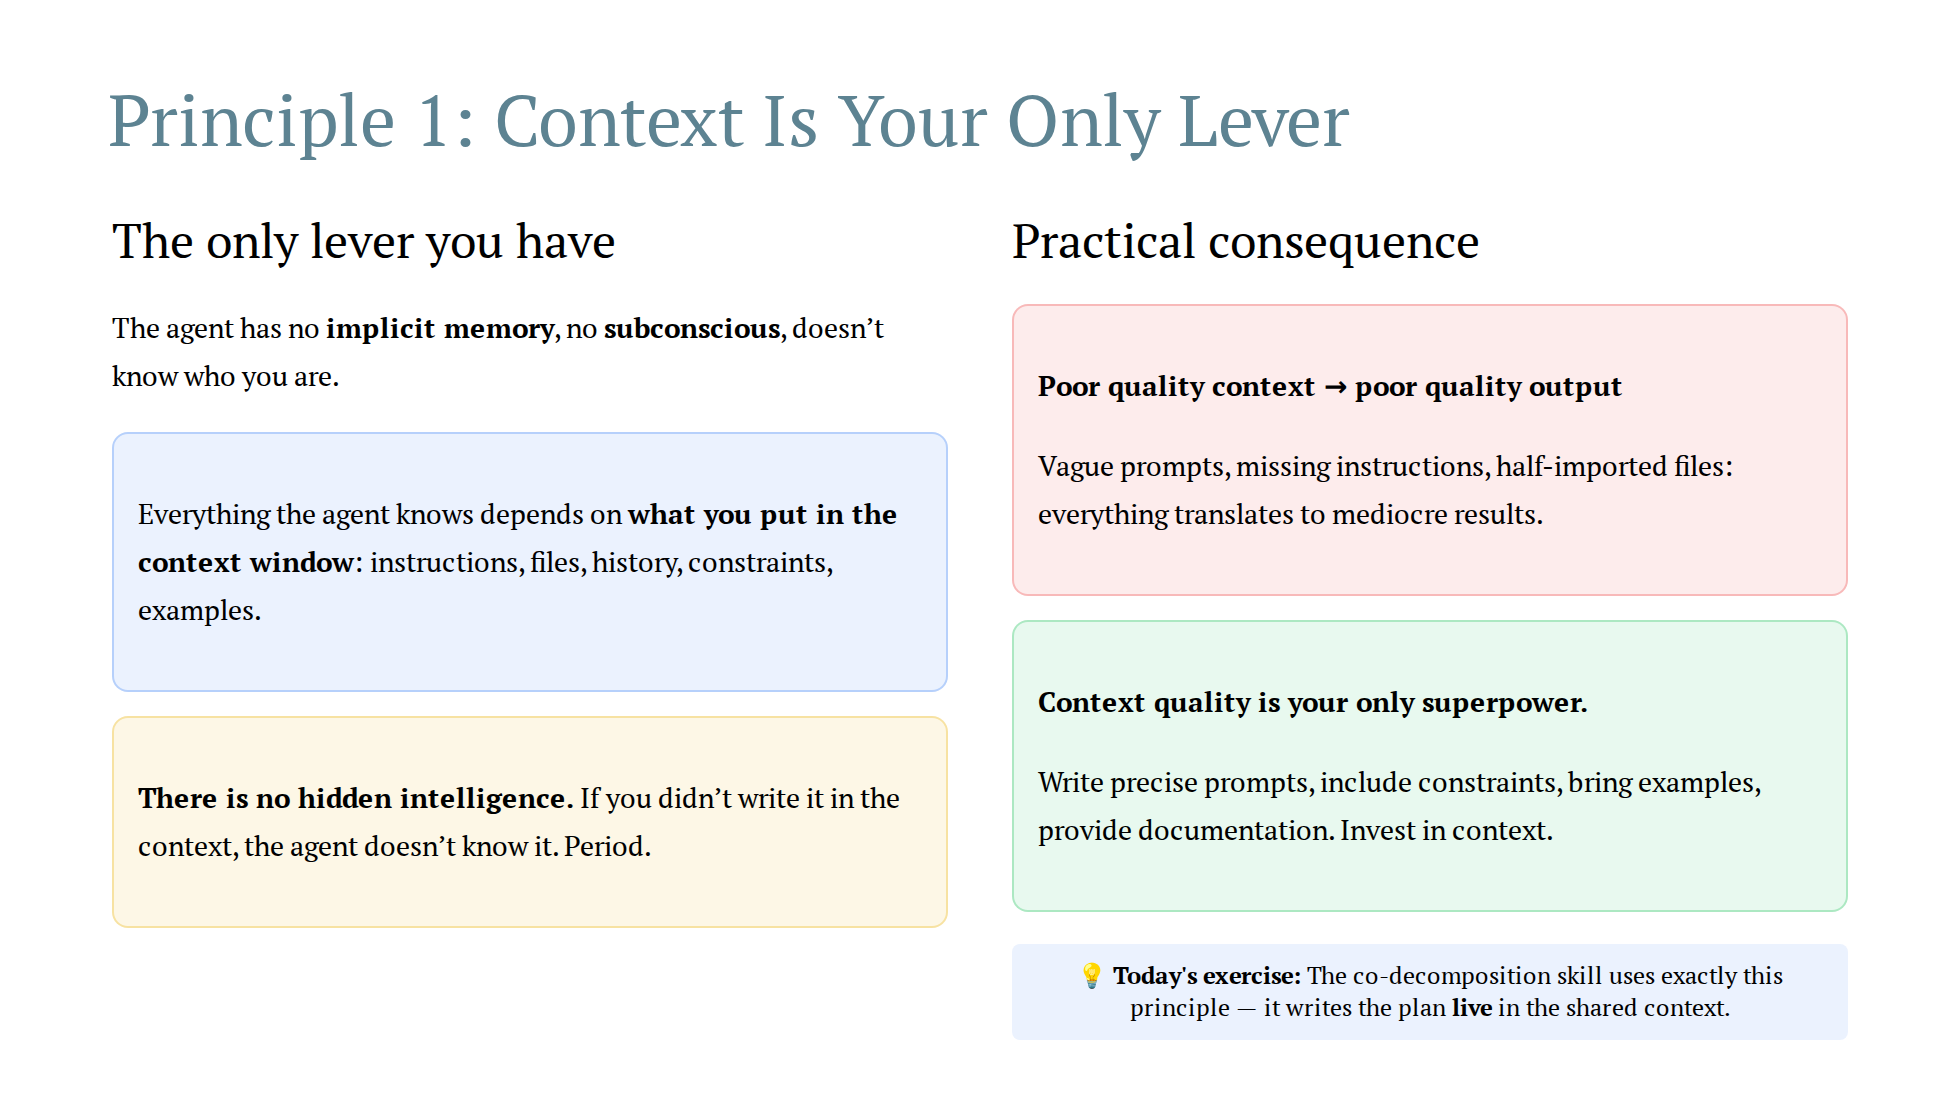 Principle 1: Context Is Your Only Lever
The only lever you have
The agent has no implicit memory, no subconscious, doesn’t
know who you are.
Everything the agent knows depends on what you put in the
context window: instructions, files, history, constraints,
examples.
There is no hidden intelligence. If you didn’t write it in the
context, the agent doesn’t know it. Period.
Practical consequence
Poor quality context → poor quality output
Vague prompts, missing instructions, half-imported files:
everything translates to mediocre results.
Context quality is your only superpower.
Write precise prompts, include constraints, bring examples,
provide documentation. Invest in context.
💡 Today's exercise: The co-decomposition skill uses exactly this
principle — it writes the plan live in the shared context.